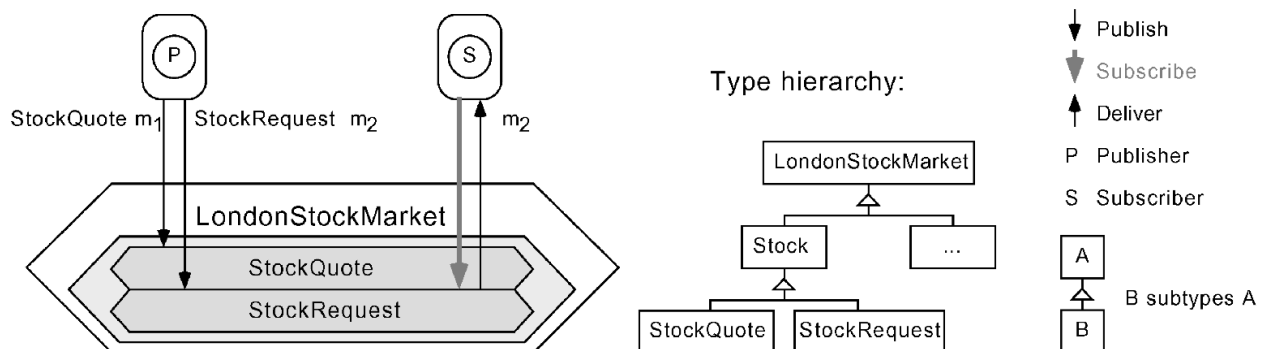 P
S
StockQuote m1
StockRequest m2
m2
LondonStockMarket
StockQuote
StockRequest
Type hierarchy:
LondonStockMarket
Stock
...
StockQuote
StockRequest
Publish
Subscribe
Deliver
P Publisher
S Subscriber
A
B subtypes A
B